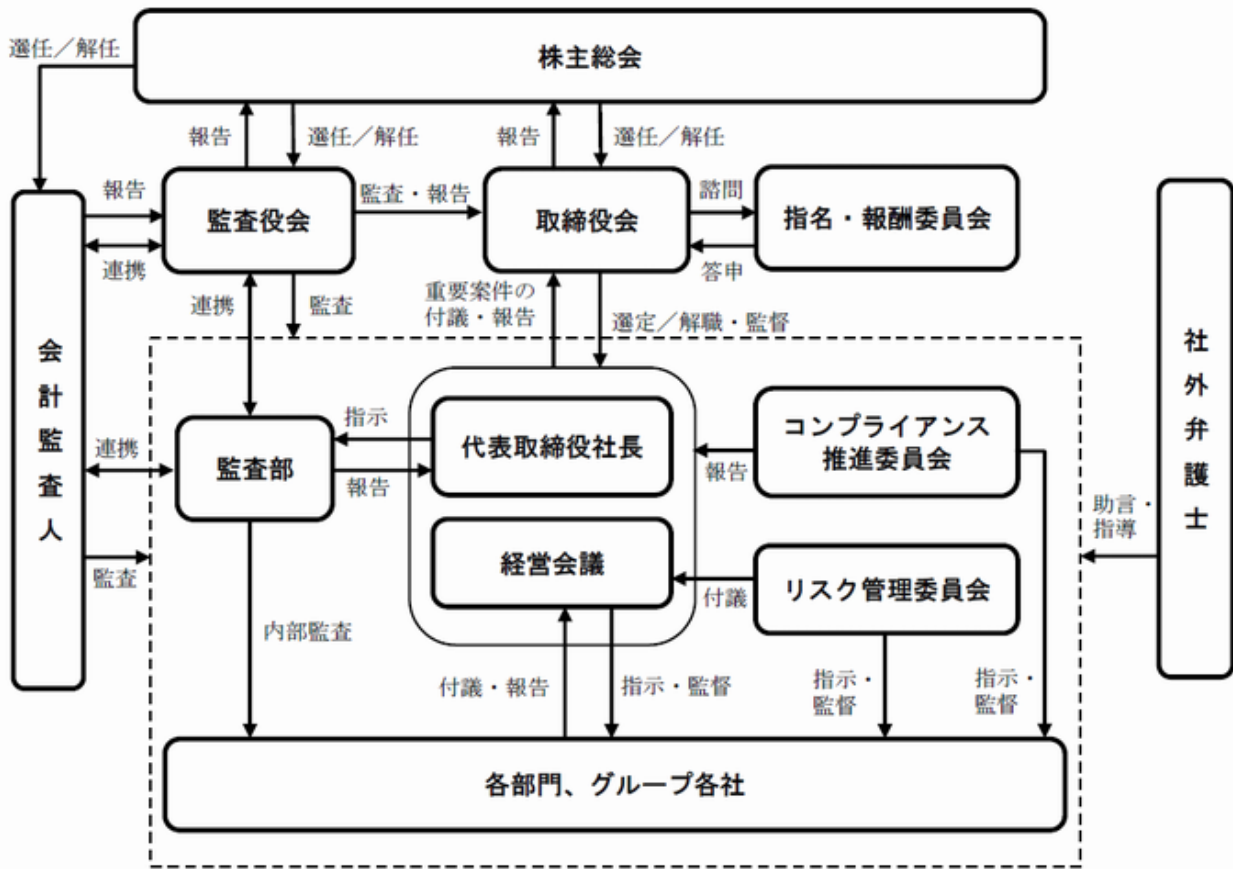 株主総会
選任／解任
報告
選任／解任
報告
選任／解任
報告
監査役会
監査・報告
取締役会
諮問
指名・報酬委員会
連携
答申
連携
監査
重要案件の
付議・報告
選定／解職・監督
会計監査人
社外弁護士
連携
監査部
指示
報告
代表取締役社長
コンプライアンス
推進委員会
報告
監査
経営会議
リスク管理委員会
付議
助言・
指導
内部監査
付議・報告
指示・監督
指示・
監督
指示・
監督
各部門、グループ各社